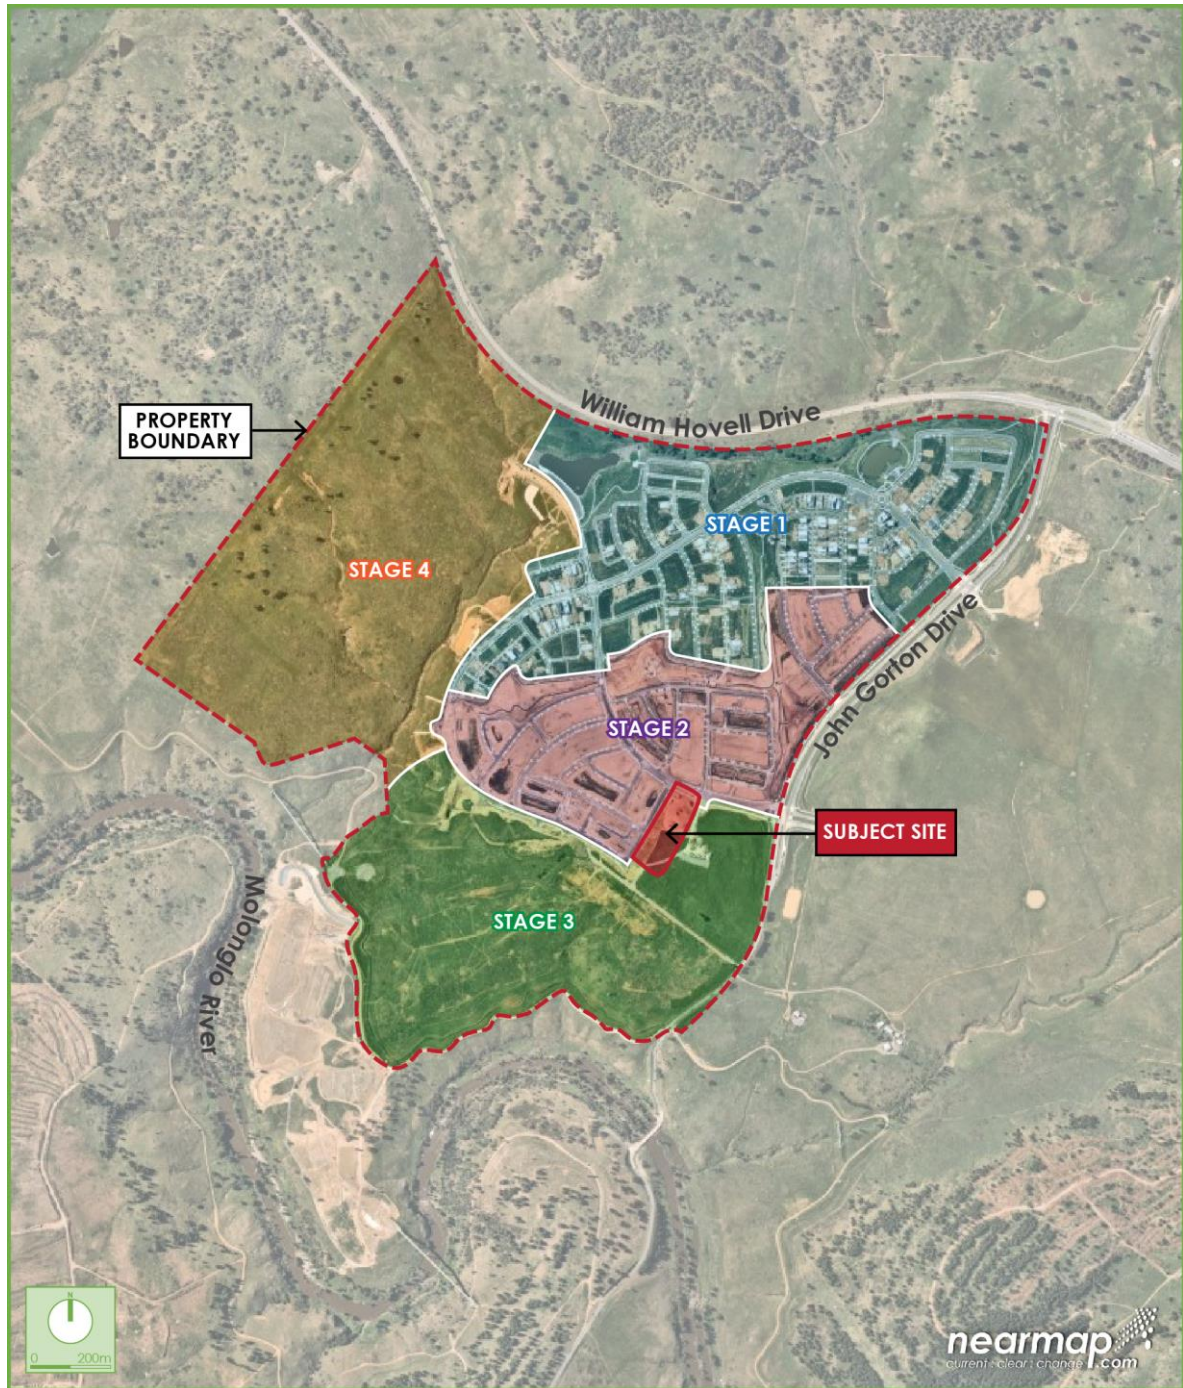 William Hovell Drive
PROPERTY
BOUNDARY
STAGE 1
STAGE 4
John Gorton Drive
STAGE 2
SUBJECT SITE
STAGE 3
Molonglo River
N
0 200m
nearmap
current : clear : change .com